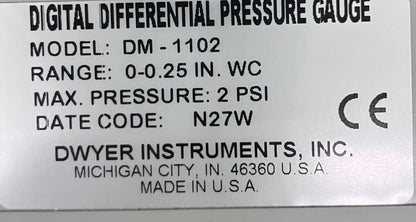 DIGITAL DIFFERENTIAL PRESSURE GAUGE
MODEL: DM - 1102
RANGE: 0-0.25 IN. WC
MAX. PRESSURE: 2 PSI
DATE CODE: N27W
CE
DWYER INSTRUMENTS, INC.
MICHIGAN CITY, IN. 46360 U.S.A.
MADE IN U.S.A.